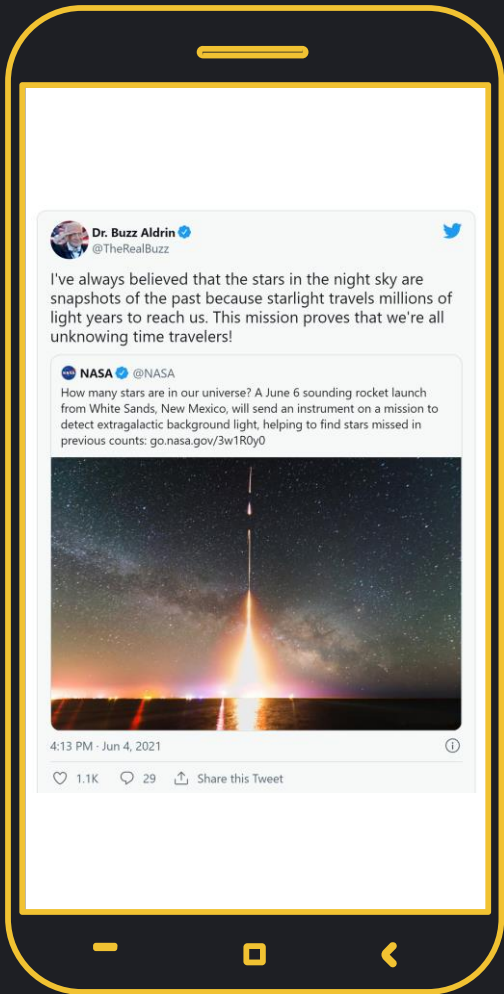 Dr. Buzz Aldrin
@TheRealBuzz
I've always believed that the stars in the night sky are
snapshots of the past because starlight travels millions of
light years to reach us. This mission proves that we're all
unknowing time travelers!
NASA @NASA
How many stars are in our universe? A June 6 sounding rocket launch
from White Sands, New Mexico, will send an instrument on a mission to
detect extragalactic background light, helping to find stars missed in
previous counts: go.nasa.gov/3w1R0y0
4:13 PM · Jun 4, 2021
1.1K 29 Share this Tweet